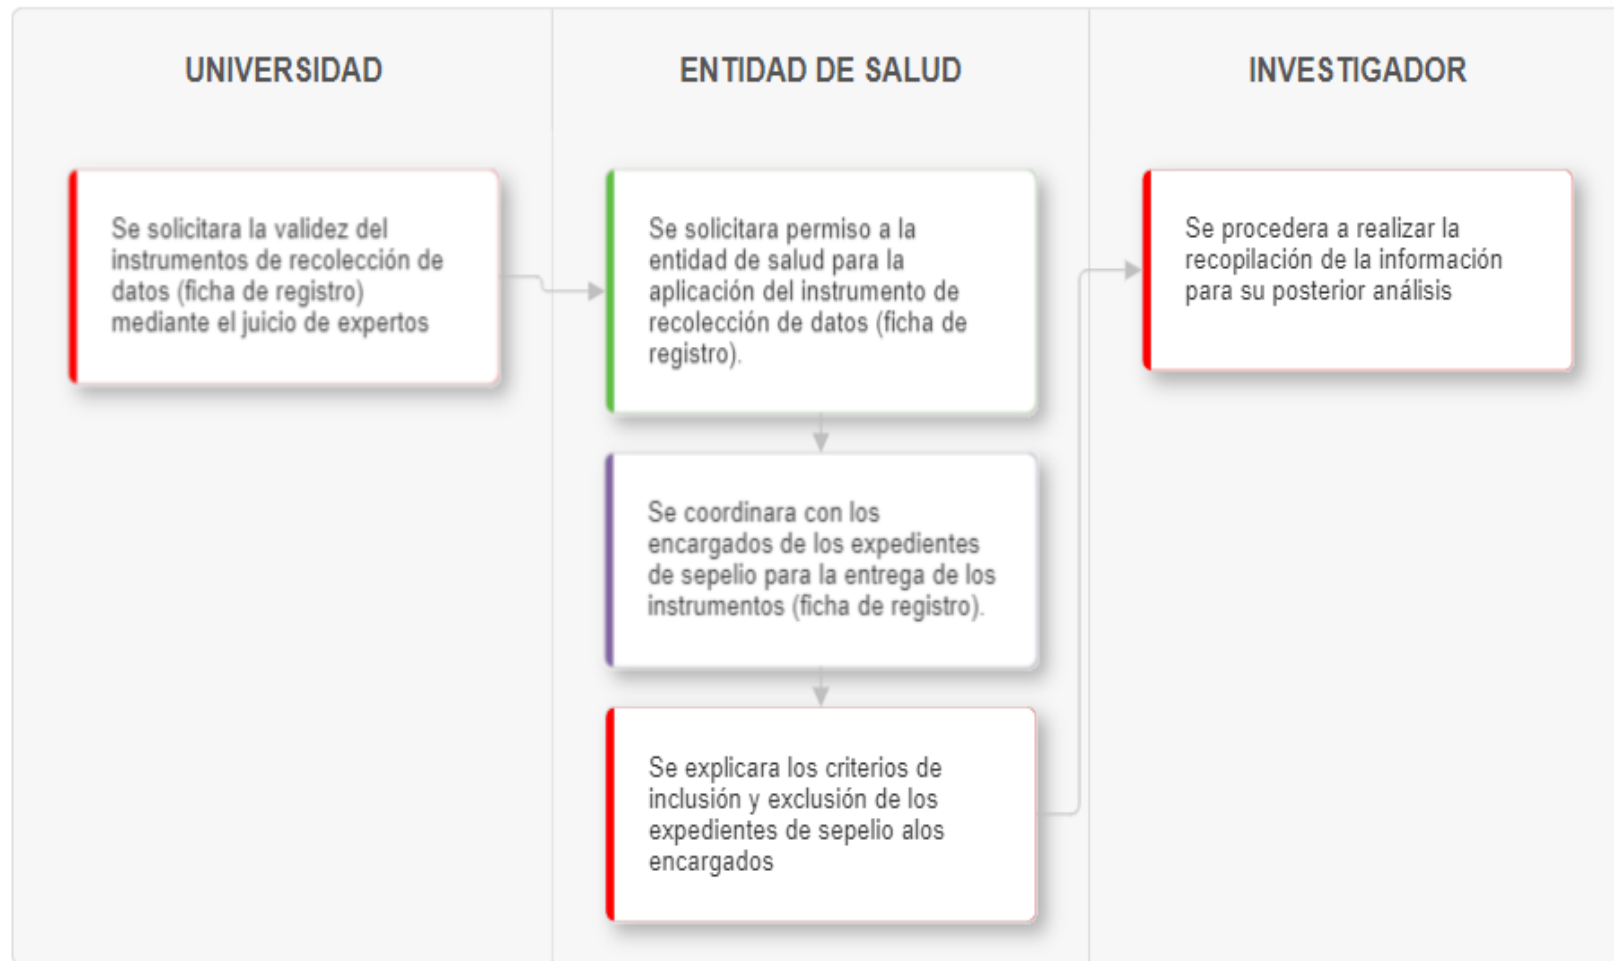 UNIVERSIDAD
ENTIDAD DE SALUD
INVESTIGADOR
Se solicitara la validez del
instrumentos de recolección de
datos (ficha de registro)
mediante el juicio de expertos
Se solicitara permiso a la
entidad de salud para la
aplicación del instrumento de
recolección de datos (ficha de
registro).
Se coordinara con los
encargados de los expedientes
de sepelio para la entrega de los
instrumentos (ficha de registro).
Se explicara los criterios de
inclusión y exclusión de los
expedientes de sepelio alos
encargados
Se procedera a realizar la
recopilación de la información
para su posterior análisis